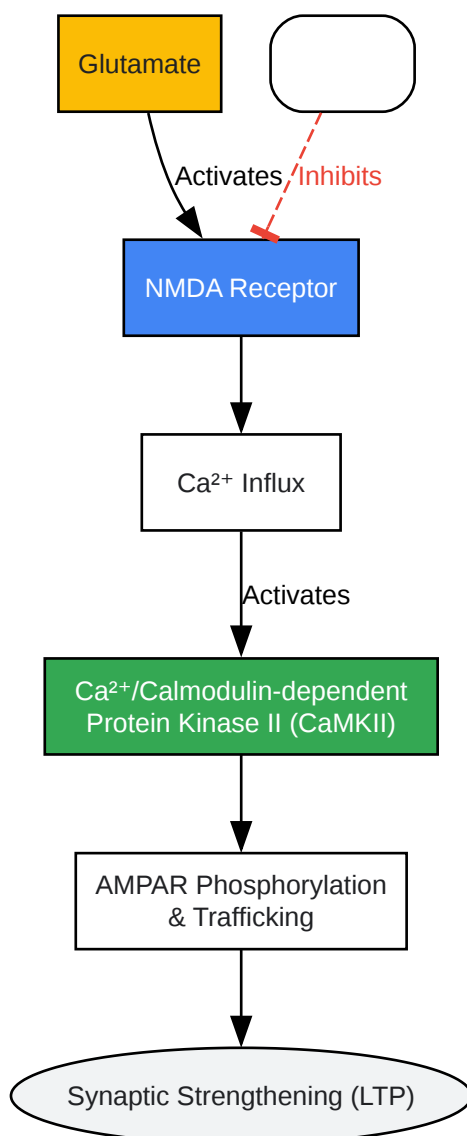 Glutamate
Activates
Inhibits
NMDA Receptor
Ca²⁺ Influx
Activates
Ca²⁺/Calmodulin-dependent
Protein Kinase II (CaMKII)
AMPAR Phosphorylation
& Trafficking
Synaptic Strengthening (LTP)